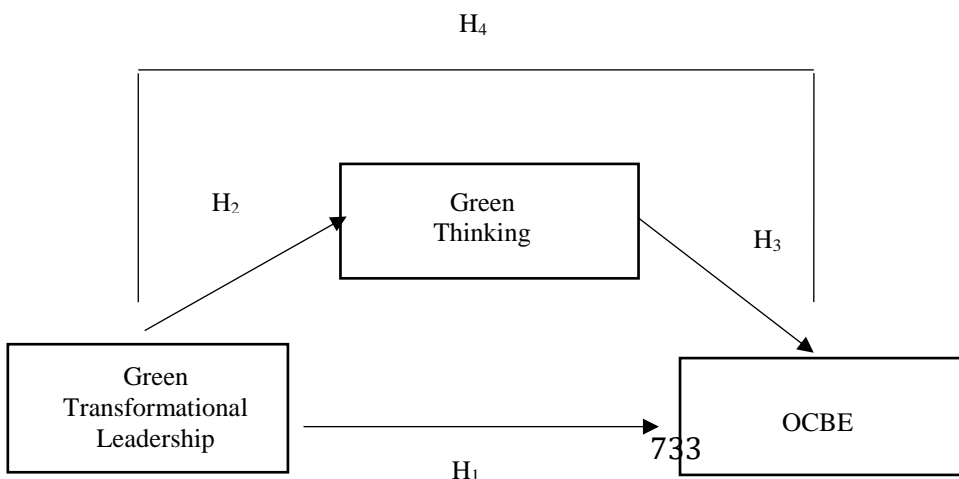 H₄
H₂
Green
Thinking
H₃
Green
Transformational
Leadership
OCBE
733
H₁